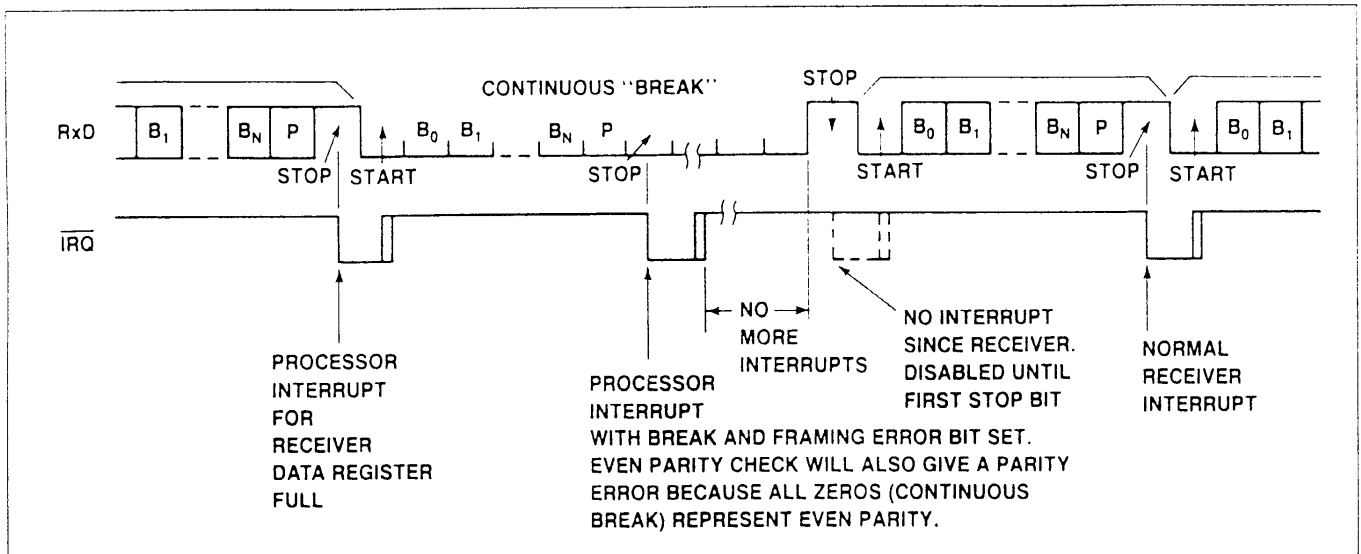 CONTINUOUS "BREAK"
STOP
RxD
B1
BN
P
B0
B1
BN
P
B0
B1
BN
P
B0
B1
STOP
START
STOP
START
STOP
START
IRQ
NO
MORE
INTERRUPTS
PROCESSOR
INTERRUPT
FOR
RECEIVER
DATA REGISTER
FULL
PROCESSOR
INTERRUPT
WITH BREAK AND FRAMING ERROR BIT SET.
EVEN PARITY CHECK WILL ALSO GIVE A PARITY
ERROR BECAUSE ALL ZEROS (CONTINUOUS
BREAK) REPRESENT EVEN PARITY.
NO INTERRUPT
SINCE RECEIVER.
DISABLED UNTIL
FIRST STOP BIT
NORMAL
RECEIVER
INTERRUPT